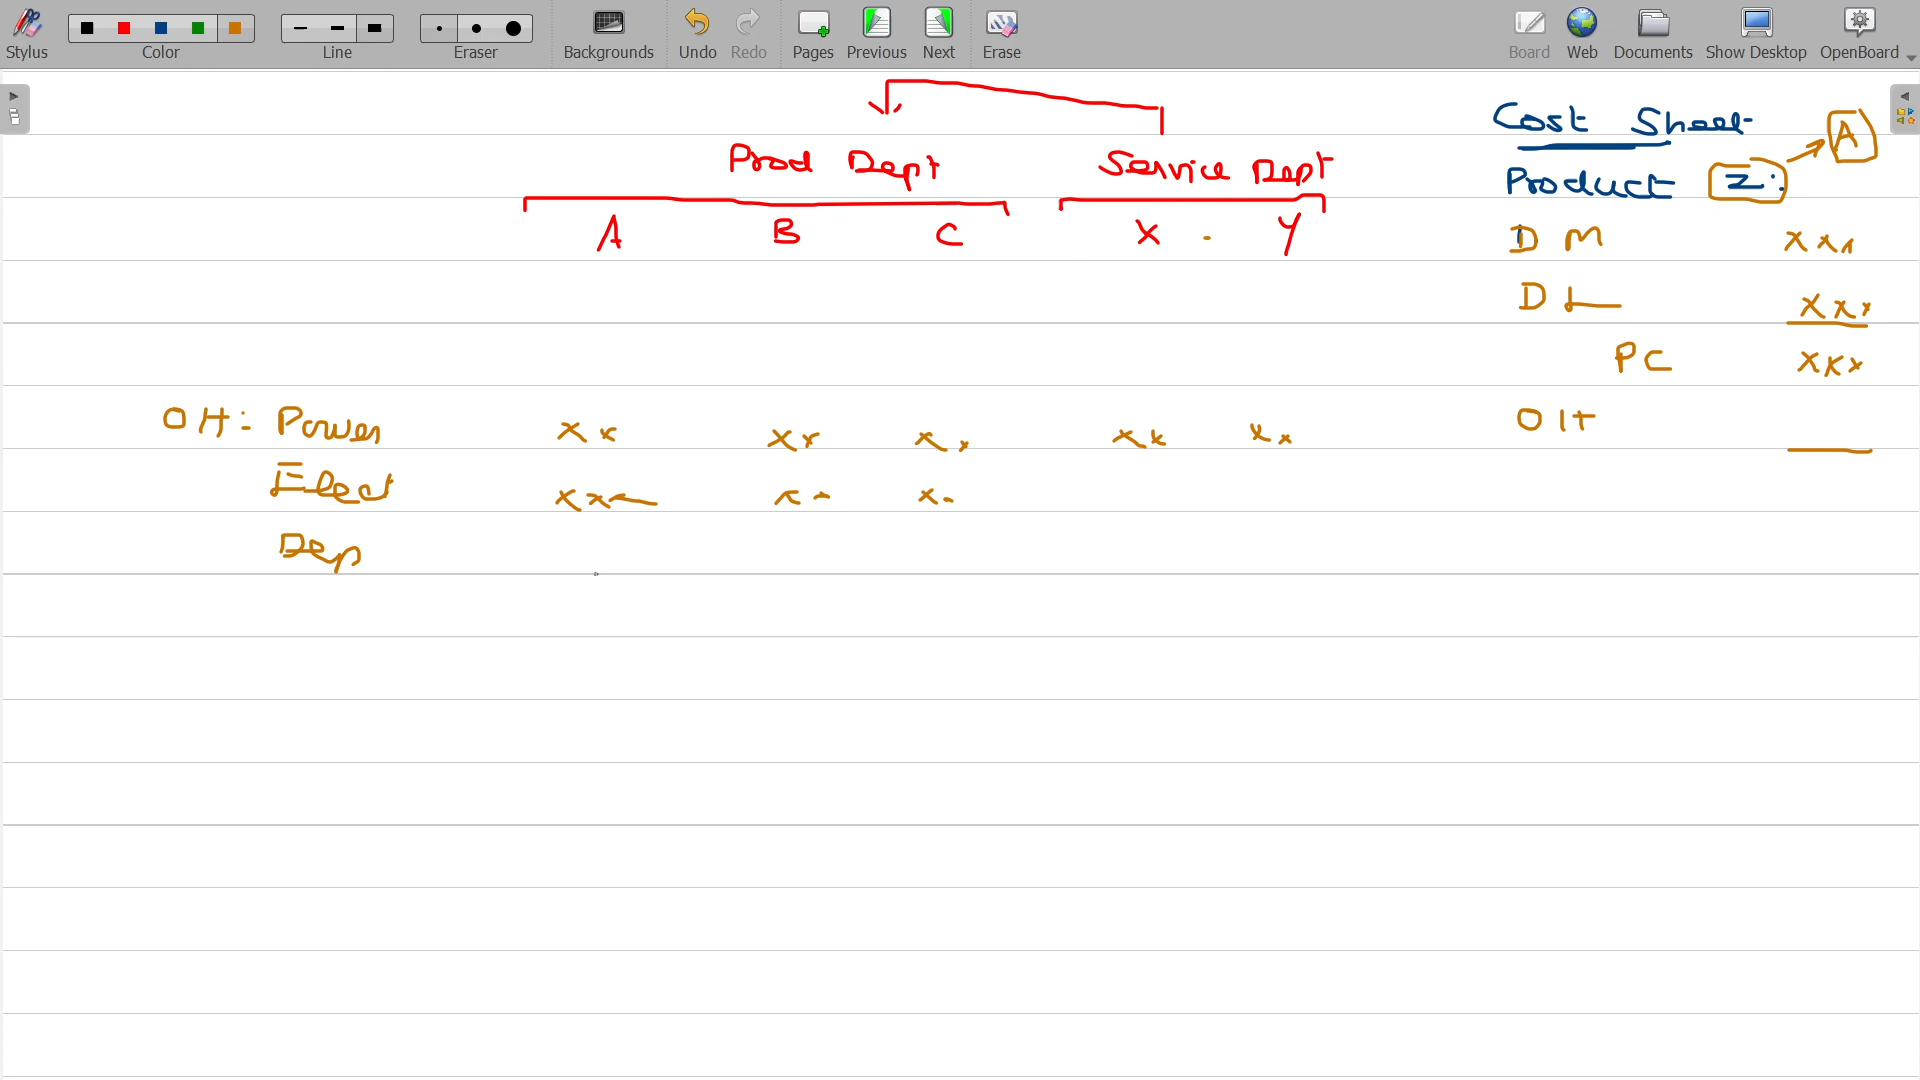 Stylus Color Line Eraser Backgrounds Undo Redo Pages Previous Next Erase Board Web Documents Show Desktop OpenBoard
Prod Dept Service Dept
A B C X Y
OH: Power xx xx xx xx xx
Elect xx x x
Dep
Cost Sheet
Product Z: A
DM xxx
DL xxx
PC xxx
OH